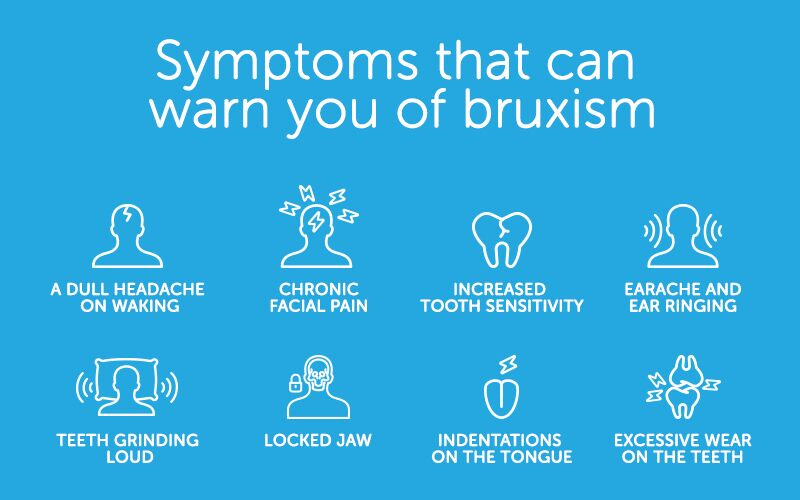 Symptoms that can
warn you of bruxism
A DULL HEADACHE
ON WAKING
CHRONIC
FACIAL PAIN
INCREASED
TOOTH SENSITIVITY
EARACHE AND
EAR RINGING
TEETH GRINDING
LOUD
LOCKED JAW
INDENTATIONS
ON THE TONGUE
EXCESSIVE WEAR
ON THE TEETH